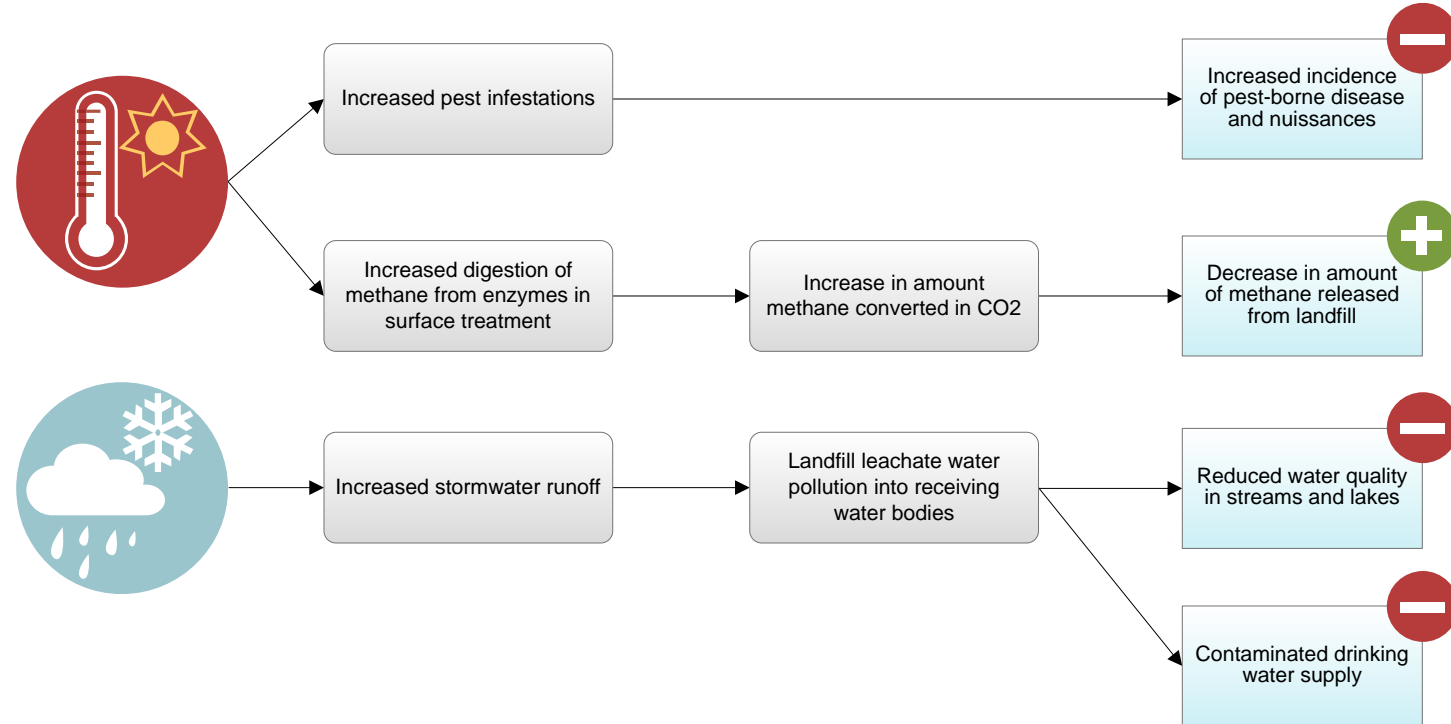 Increased pest infestations
Increased incidence
of pest-borne disease
and nuissances
Increased digestion of
methane from enzymes in
surface treatment
Increase in amount
methane converted in CO2
Decrease in amount
of methane released
from landfill
Increased stormwater runoff
Landfill leachate water
pollution into receiving
water bodies
Reduced water quality
in streams and lakes
Contaminated drinking
water supply